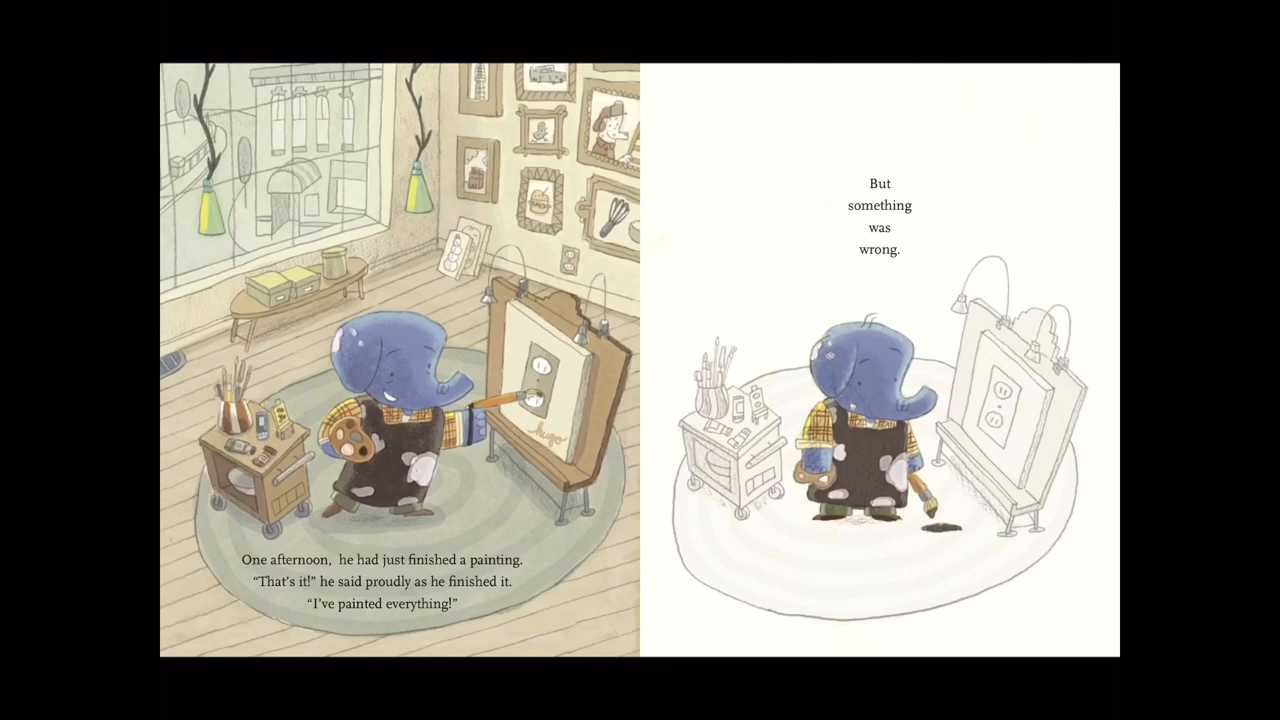 hugo
One afternoon, he had just finished a painting.
“That’s it!” he said proudly as he finished it.
“I’ve painted everything!”
But
something
was
wrong.